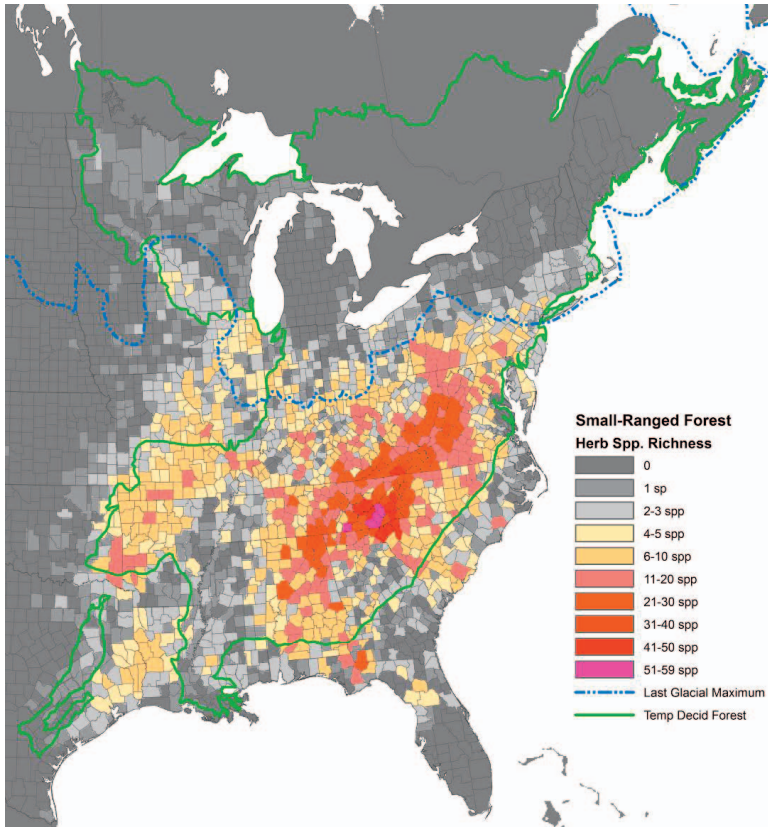 Small-Ranged Forest
Herb Spp. Richness
0
1 sp
2-3 spp
4-5 spp
6-10 spp
11-20 spp
21-30 spp
31-40 spp
41-50 spp
51-59 spp
Last Glacial Maximum
Temp Decid Forest